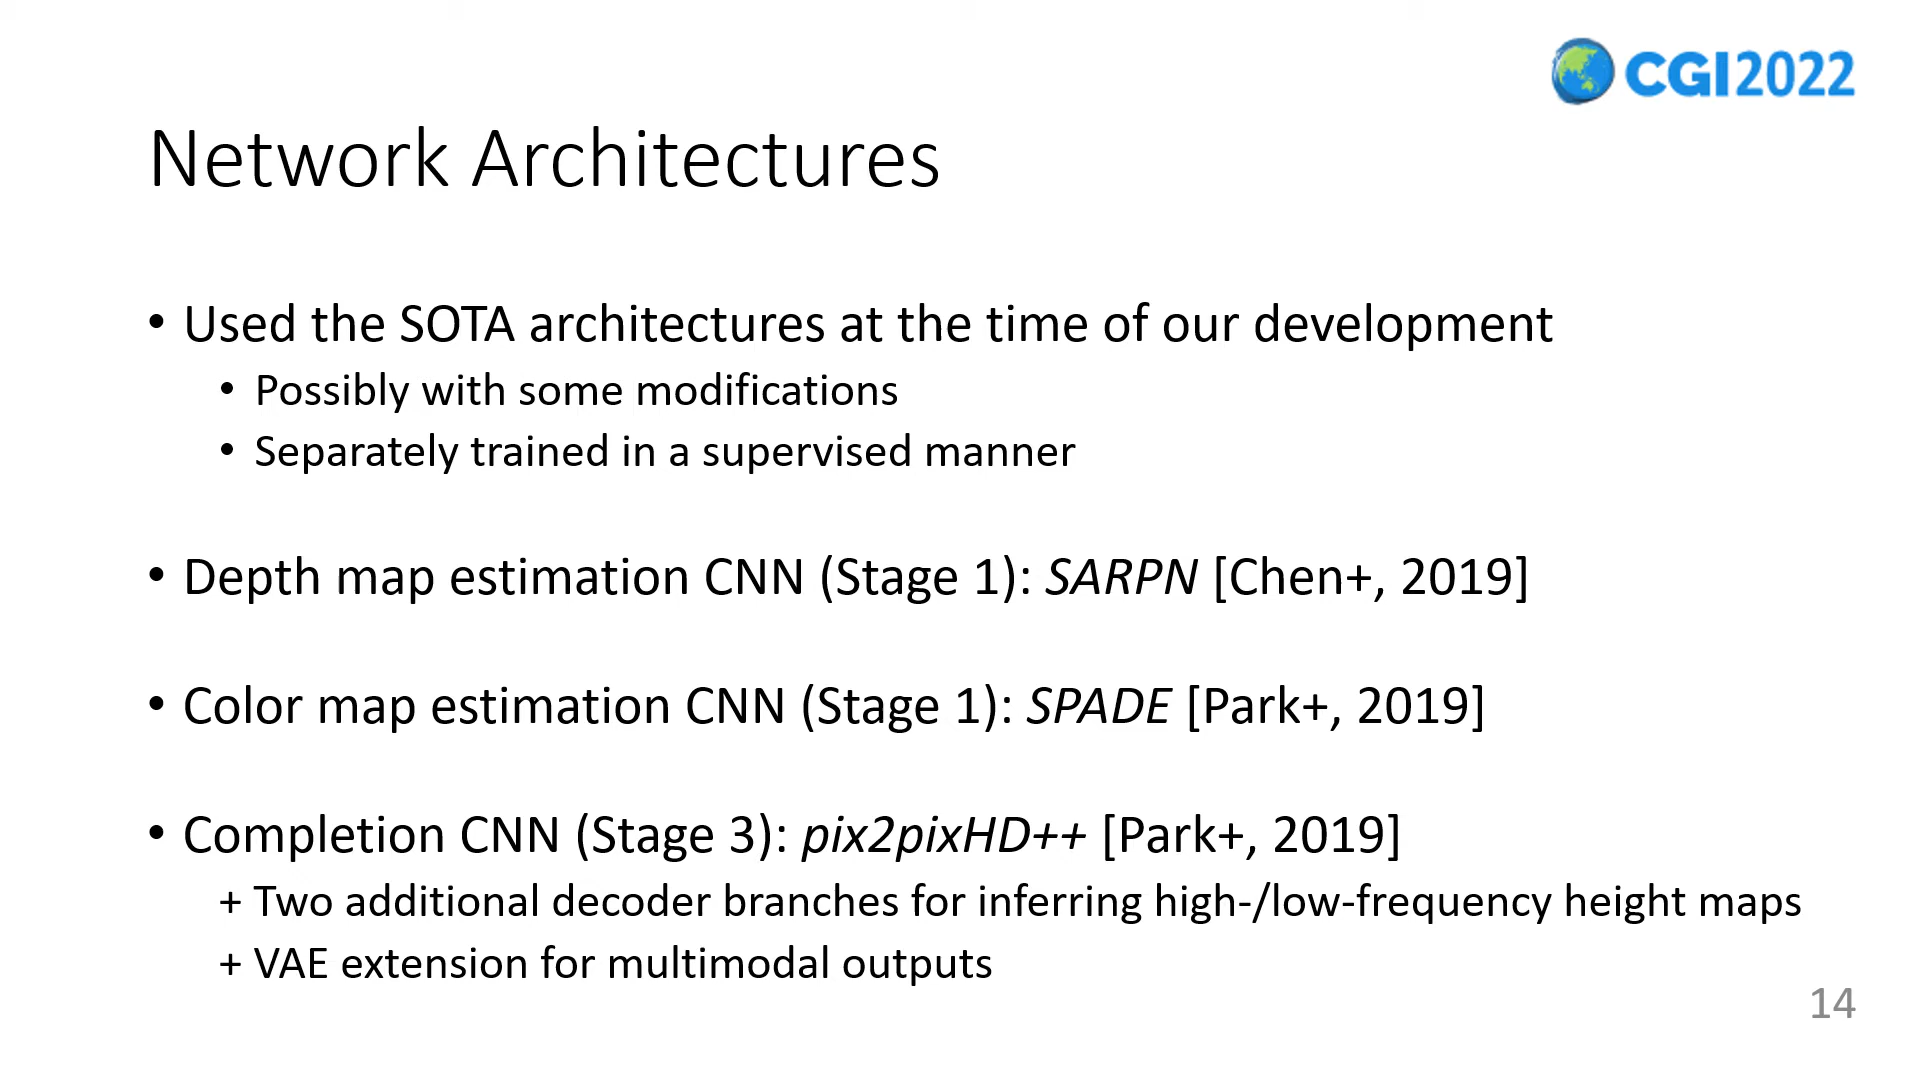 CGI2022
Network Architectures
• Used the SOTA architectures at the time of our development
• Possibly with some modifications
• Separately trained in a supervised manner
• Depth map estimation CNN (Stage 1): SARPN [Chen+, 2019]
• Color map estimation CNN (Stage 1): SPADE [Park+, 2019]
• Completion CNN (Stage 3): pix2pixHD++ [Park+, 2019]
+ Two additional decoder branches for inferring high-/low-frequency height maps
+ VAE extension for multimodal outputs
14